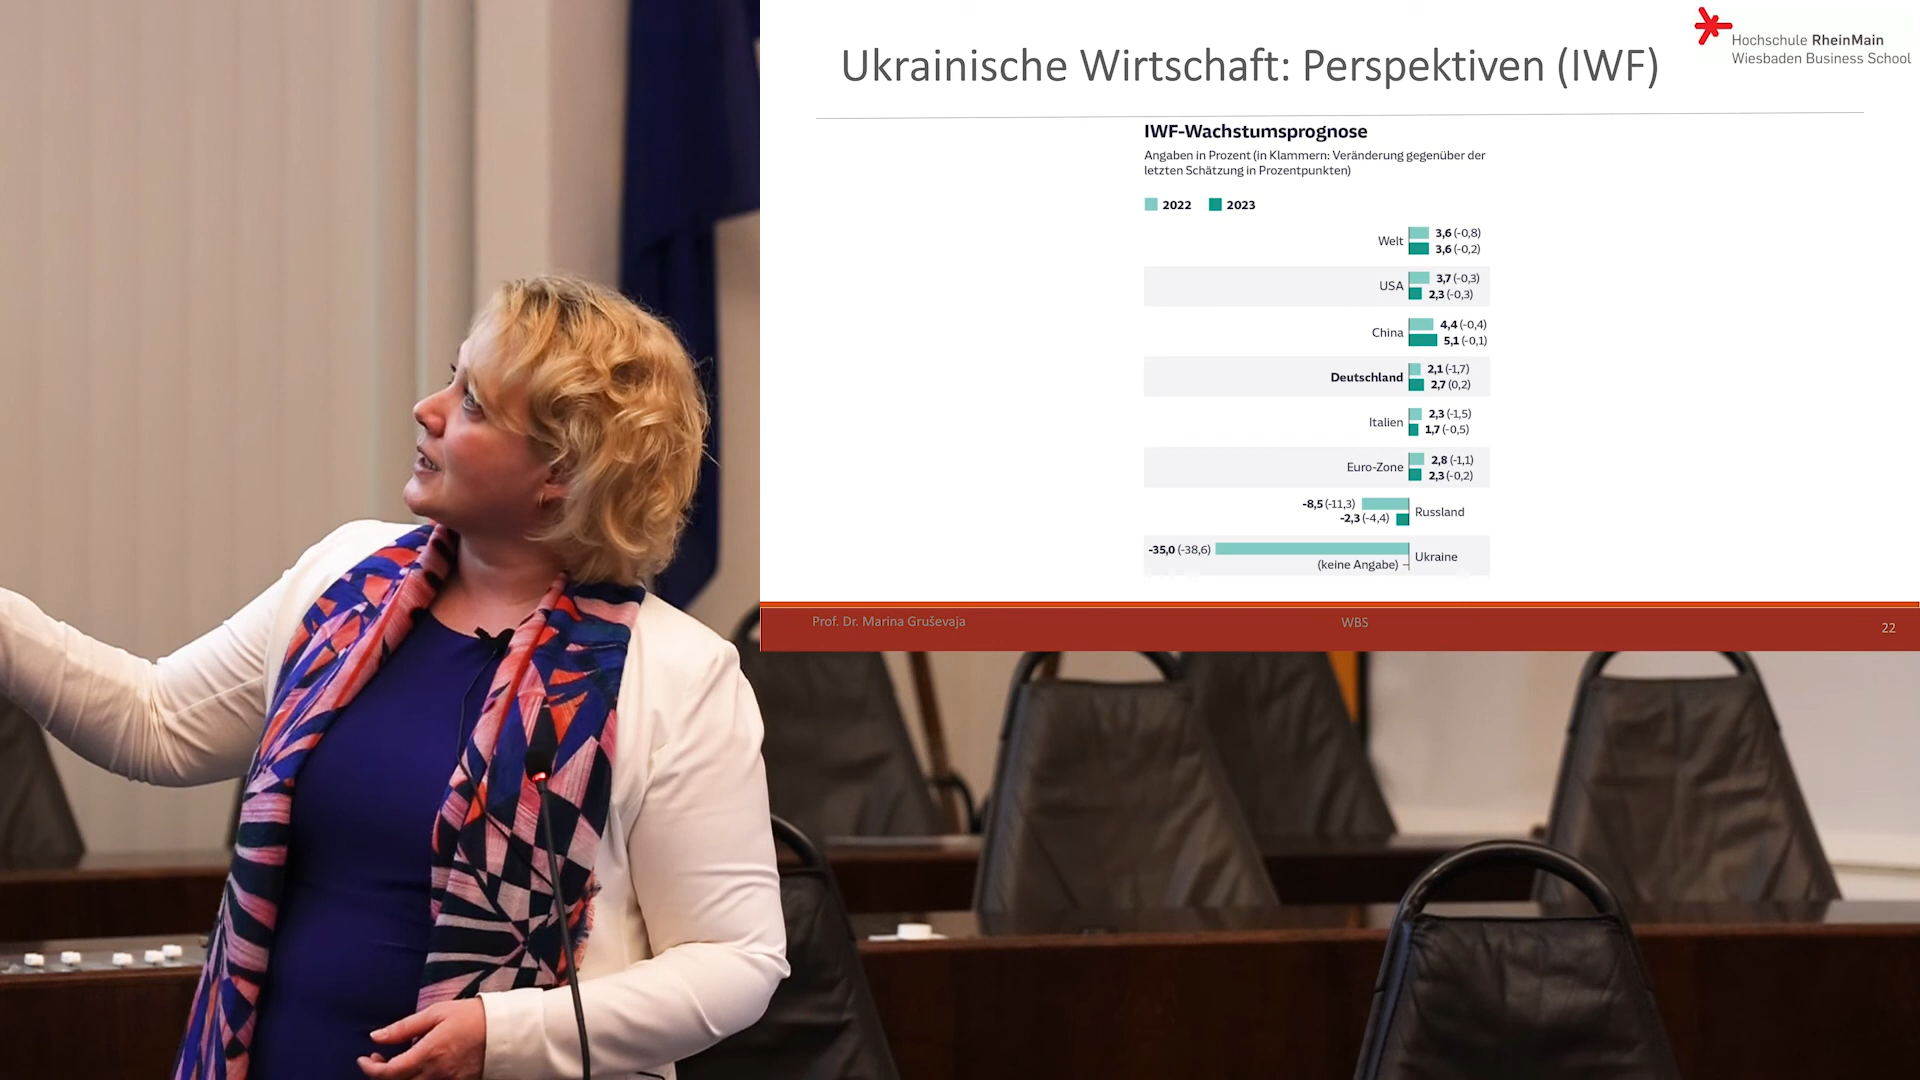 Ukrainische Wirtschaft: Perspektiven (IWF)
Hochschule RheinMain
Wiesbaden Business School
IWF-Wachstumsprognose
Angaben in Prozent (in Klammern: Veränderung gegenüber der
letzten Schätzung in Prozentpunkten)
2022 2023
Welt 3,6 (-0,8)
3,6 (-0,2)
USA 3,7 (-0,3)
2,3 (-0,3)
China 4,4 (-0,4)
5,1 (-0,1)
Deutschland 2,1 (-1,7)
2,7 (0,2)
Italien 2,3 (-1,5)
1,7 (-0,5)
Euro-Zone 2,8 (-1,1)
2,3 (-0,2)
-8,5 (-11,3) Russland
-2,3 (-4,4)
-35,0 (-38,6) Ukraine
(keine Angabe)
Prof. Dr. Marina Gruševaja WBS 22